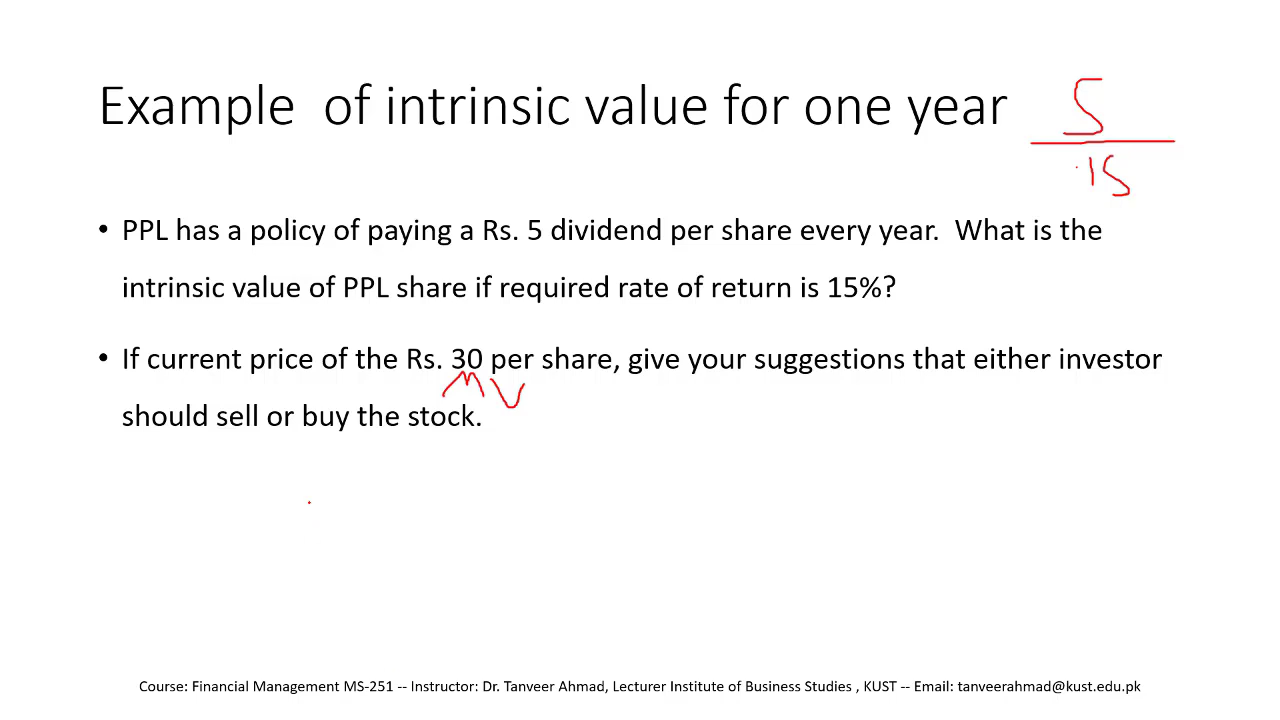 Example of intrinsic value for one year
5
.15
• PPL has a policy of paying a Rs. 5 dividend per share every year. What is the
intrinsic value of PPL share if required rate of return is 15%?
• If current price of the Rs. 30 per share, give your suggestions that either investor
MV
should sell or buy the stock.
Course: Financial Management MS-251 -- Instructor: Dr. Tanveer Ahmad, Lecturer Institute of Business Studies , KUST -- Email: tanveerahmad@kust.edu.pk